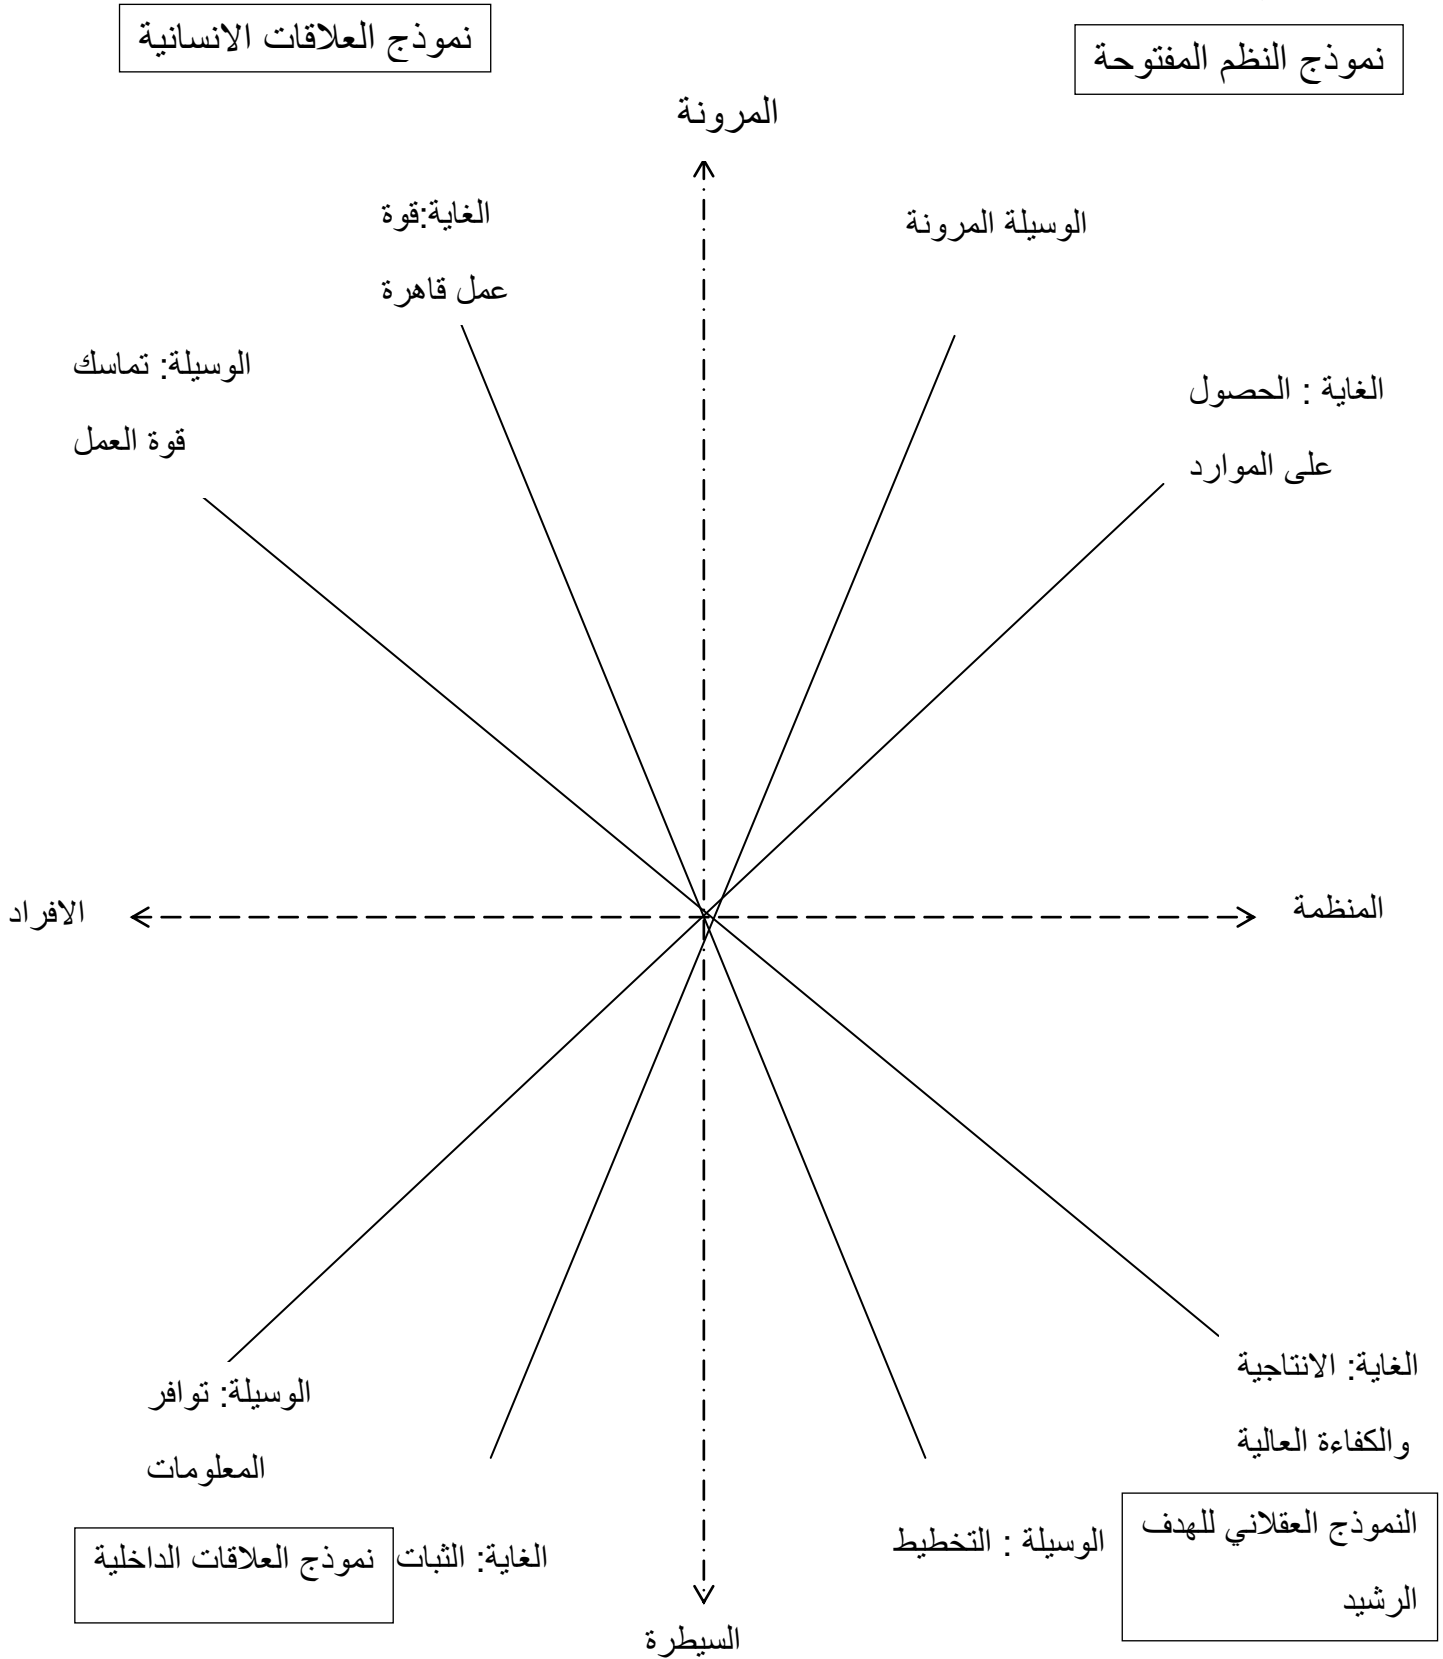 نموذج العلاقات الانسانية
نموذج النظم المفتوحة
المرونة
الغاية:قوة
عمل قاهرة
الوسيلة المرونة
الوسيلة: تماسك
قوة العمل
الغاية : الحصول
على الموارد
المنظمة
الافراد
الغاية: الانتاجية
والكفاءة العالية
الوسيلة: توافر
المعلومات
النموذج العقلاني للهدف
الرشيد
الوسيلة : التخطيط
الغاية: الثبات
نموذج العلاقات الداخلية
السيطرة